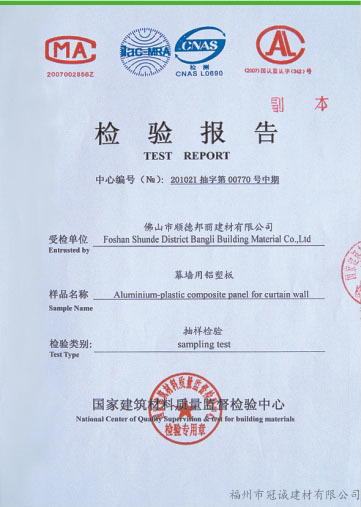 MA
ilac-MRA
CNAS
AL
2007002856Z
检 测
CNAS L0690
(2007)国认监认字(342)号
副 本
检 验 报 告
TEST REPORT
中心编号（№）: 201021 抽字第 00770 号中期
佛山市顺德邦丽建材有限公司
受检单位
Foshan Shunde District Bangli Building Material Co.,Ltd
Entrusted by
幕墙用铝塑板
样品名称
Aluminium-plastic composite panel for curtain wall
Sample Name
抽样检验
检验类别:
sampling test
Test Type
国家建筑材料质量监督检验中心
National Center of Quality Supervision & test for building materials
检验专用章
福州市冠诚建材有限公司